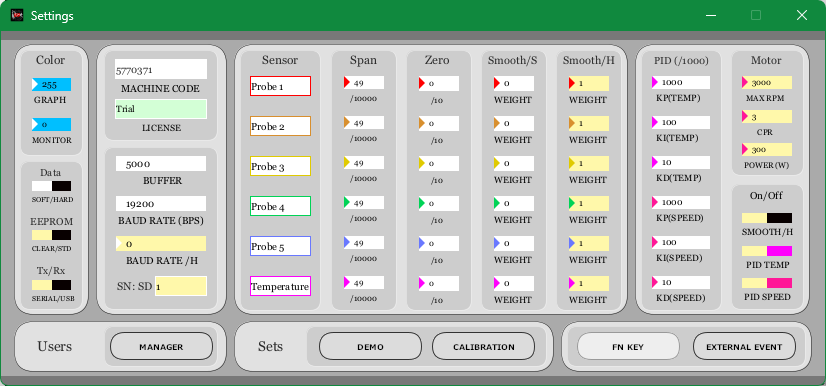 Settings
Color
255
GRAPH
0
MONITOR
Data
SOFT/HARD
EEPROM
CLEAR/STD
Tx/Rx
SERIAL/USB
5770371
MACHINE CODE
Trial
LICENSE
5000
BUFFER
19200
BAUD RATE (BPS)
0
BAUD RATE /H
SN: SD 1
Sensor Span Zero Smooth/S Smooth/H
Probe 1 49 0 0 1
/10000 /10 WEIGHT WEIGHT
Probe 2 49 0 0 1
/10000 /10 WEIGHT WEIGHT
Probe 3 49 0 0 1
/10000 /10 WEIGHT WEIGHT
Probe 4 49 0 0 1
/10000 /10 WEIGHT WEIGHT
Probe 5 49 0 0 1
/10000 /10 WEIGHT WEIGHT
Temperature 49 0 0 1
/10000 /10 WEIGHT WEIGHT
PID (/1000)
1000
KP(TEMP)
100
KI(TEMP)
10
KD(TEMP)
1000
KP(SPEED)
100
KI(SPEED)
10
KD(SPEED)
Motor
3000
MAX RPM
3
CPR
300
POWER (W)
On/Off
SMOOTH/H
PID TEMP
PID SPEED
Users MANAGER
Sets DEMO CALIBRATION
FN KEY EXTERNAL EVENT